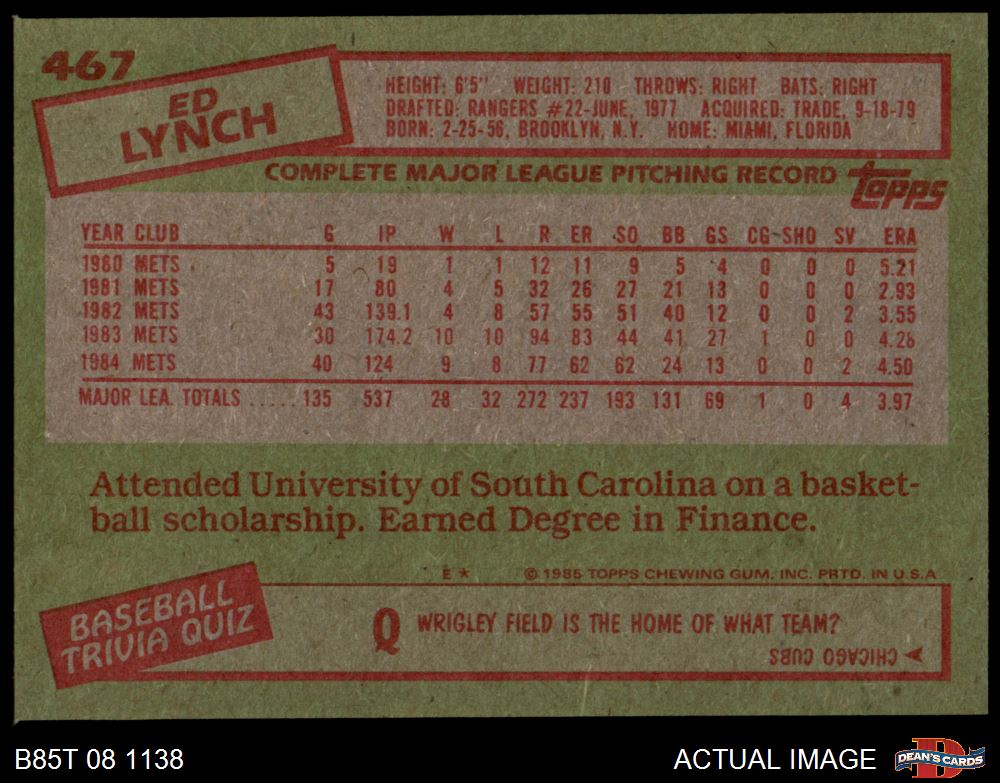 467
ED
LYNCH
HEIGHT: 6'5" WEIGHT: 210 THROWS: RIGHT BATS: RIGHT
DRAFTED: RANGERS #22-JUNE, 1977 ACQUIRED: TRADE, 9-18-79
BORN: 2-25-56, BROOKLYN, N.Y. HOME: MIAMI, FLORIDA
COMPLETE MAJOR LEAGUE PITCHING RECORD
topps
YEAR CLUB G IP W L R ER SO BB GS CG SHO SV ERA
1980 METS 5 19 1 1 12 11 9 5 4 0 0 0 5.21
1981 METS 17 80 4 5 32 26 27 21 13 0 0 0 2.93
1982 METS 43 139.1 4 8 57 55 51 40 12 0 0 2 3.55
1983 METS 30 174.2 10 10 94 83 44 41 27 1 0 0 4.28
1984 METS 40 124 9 8 77 62 62 24 13 0 0 2 4.50
MAJOR LEA. TOTALS ..... 135 537 28 32 272 237 193 131 69 1 0 4 3.97
Attended University of South Carolina on a basket-
ball scholarship. Earned Degree in Finance.
E * © 1985 TOPPS CHEWING GUM, INC. PRTD. IN U.S.A
BASEBALL
TRIVIA QUIZ
Q WRIGLEY FIELD IS THE HOME OF WHAT TEAM?
CHICAGO CUBS
B85T 08 1138
ACTUAL IMAGE
D
DEAN'S CARDS